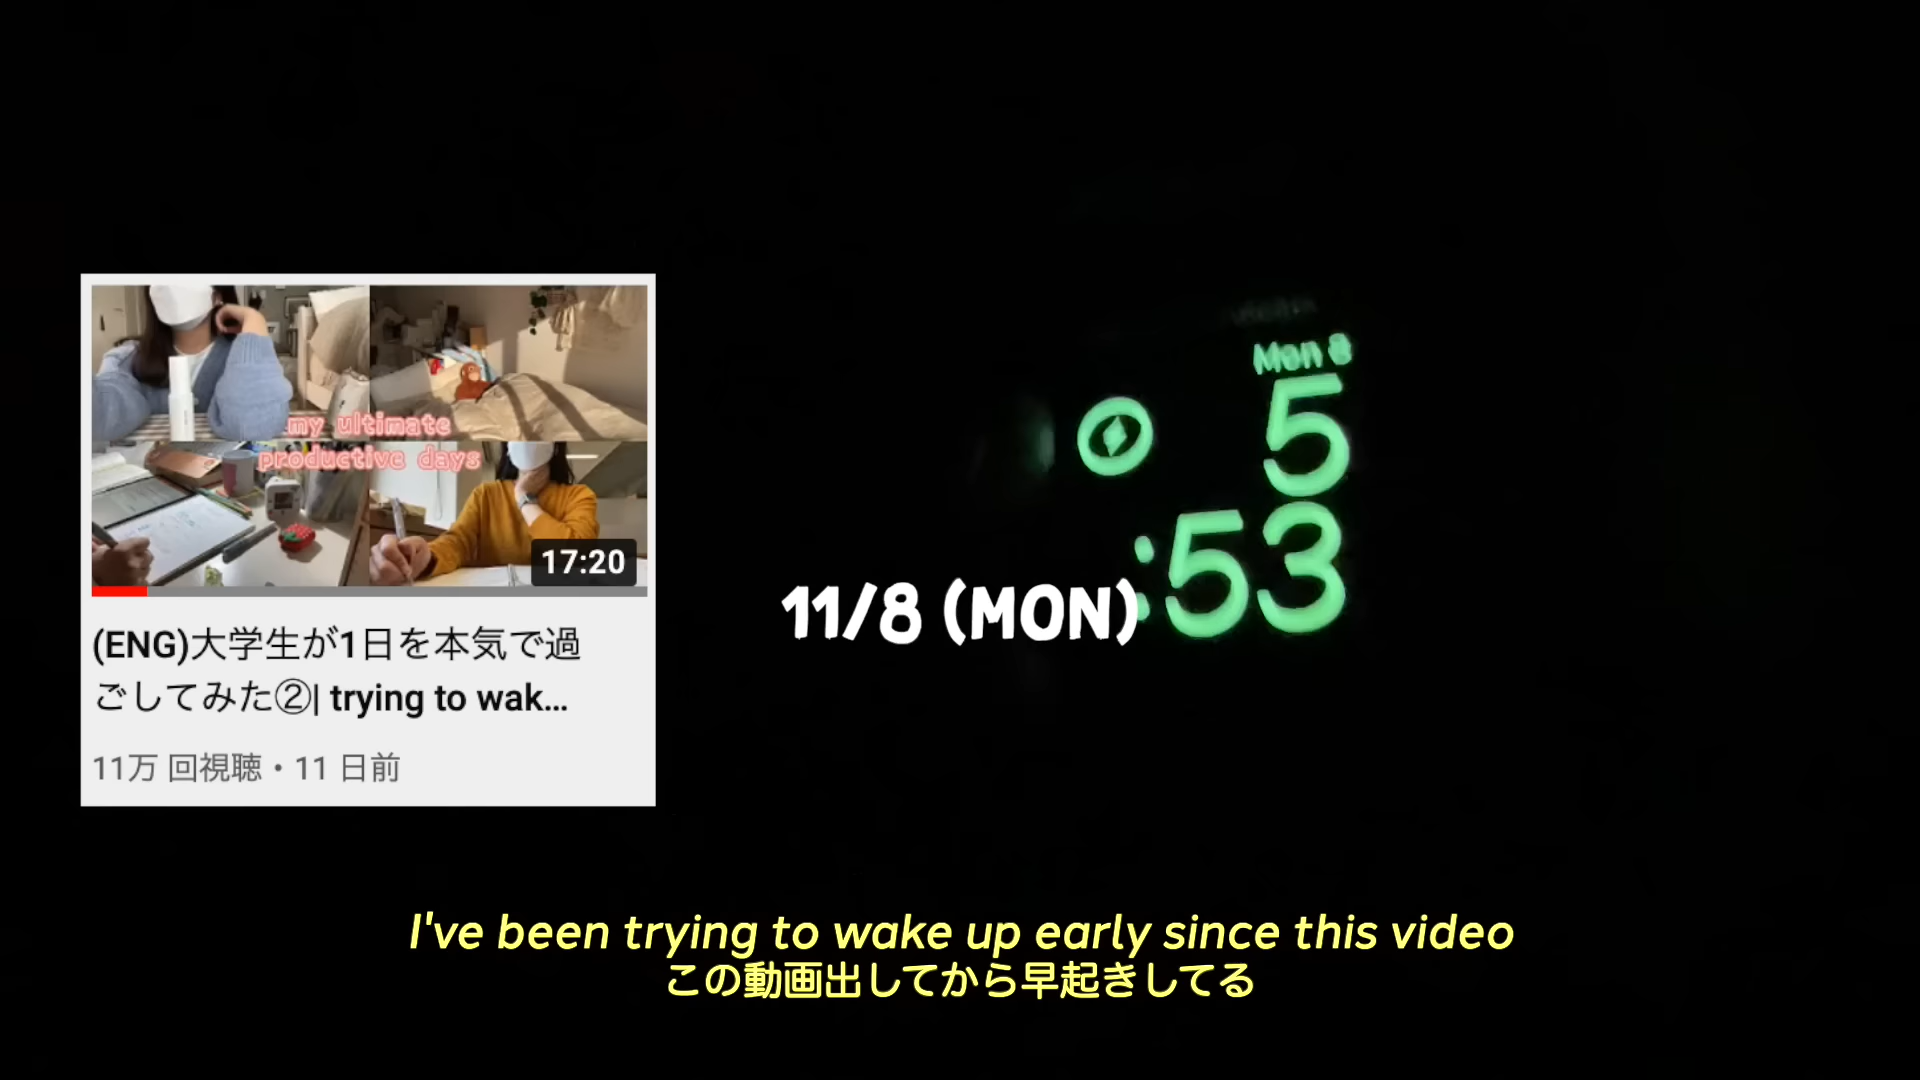 my ultimate
productive days
17:20
(ENG)大学生が1日を本気で過
ごしてみた②| trying to wak...
11万 回視聴・11 日前
Mon 8
5
:53
11/8 (MON)
I've been trying to wake up early since this video
この動画出してから早起きしてる